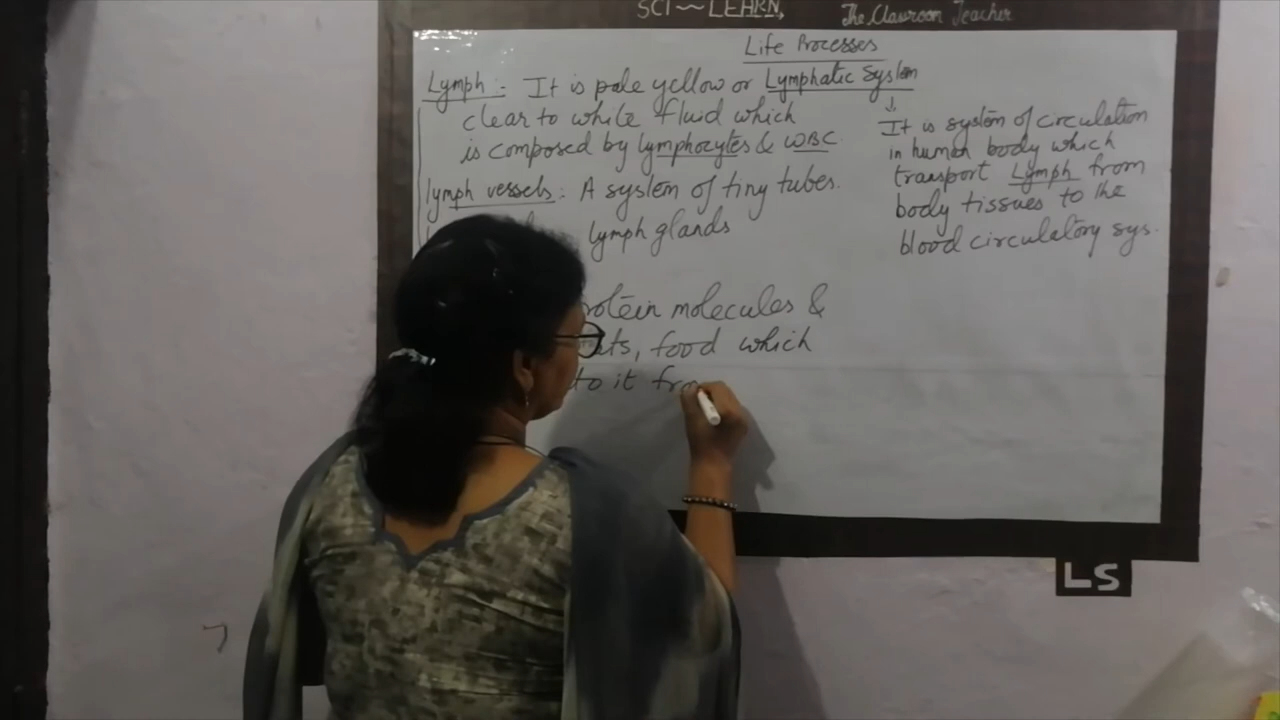 SCI~LEARN, The Classroom Teacher
Life Processes
Lymph :- It is pale yellow or
clear to while fluid which
is composed by lymphocytes & WBC.
lymph vessels :- A system of tiny tubes.
lymph glands
protein molecules &
food which
to it from
Lymphatic System
↓
It is system of circulation
in human body which
transport Lymph from
body tissues to the
blood circulatory sys.
LS